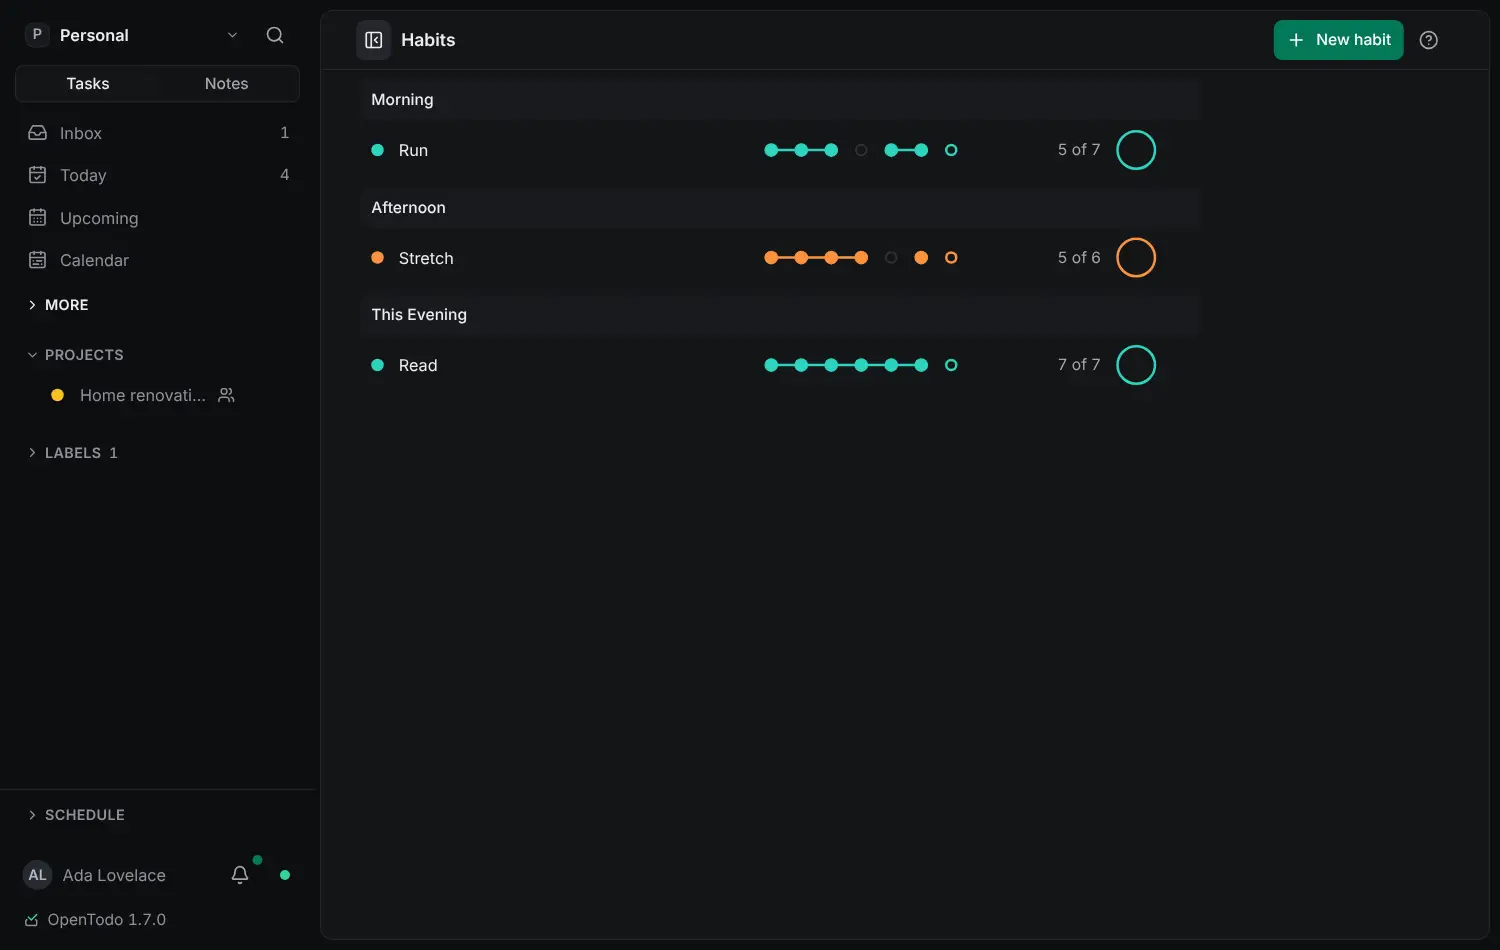 P Personal
Tasks Notes
Inbox 1
Today 4
Upcoming
Calendar
MORE
PROJECTS
Home renovati...
LABELS 1
SCHEDULE
AL Ada Lovelace
OpenTodo 1.7.0
Habits
New habit
Morning
Run 5 of 7
Afternoon
Stretch 5 of 6
This Evening
Read 7 of 7